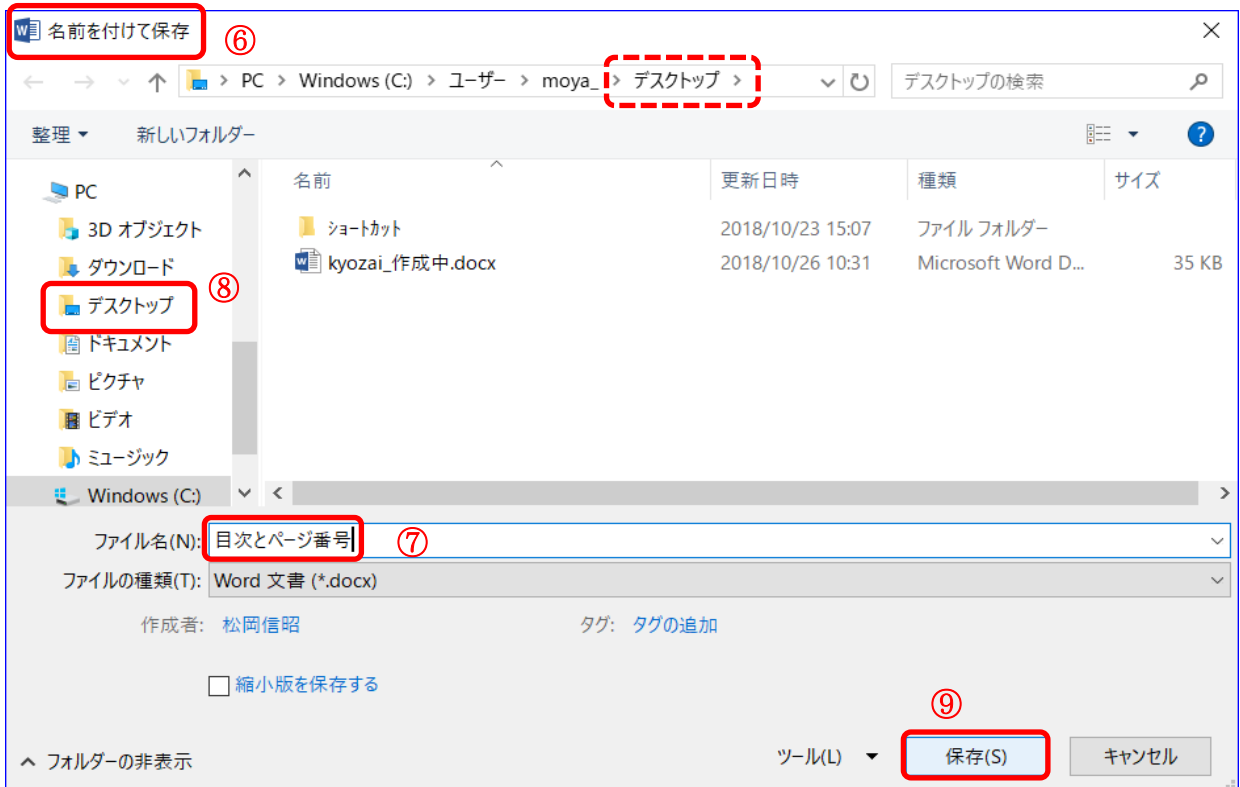 名前を付けて保存
⑥
PC > Windows (C:) > ユーザー > moya_ > デスクトップ >
デスクトップの検索
整理
新しいフォルダー
名前 更新日時 種類 サイズ
PC
3D オブジェクト
ダウンロード
デスクトップ
⑧
ドキュメント
ピクチャ
ビデオ
ミュージック
Windows (C:)
ショートカット 2018/10/23 15:07 ファイル フォルダー
kyozai_作成中.docx 2018/10/26 10:31 Microsoft Word D... 35 KB
ファイル名(N): 目次とページ番号 ⑦
ファイルの種類(T): Word 文書 (*.docx)
作成者: 松岡信昭 タグ: タグの追加
縮小版を保存する
⑨
フォルダーの非表示 ツール(L) 保存(S) キャンセル